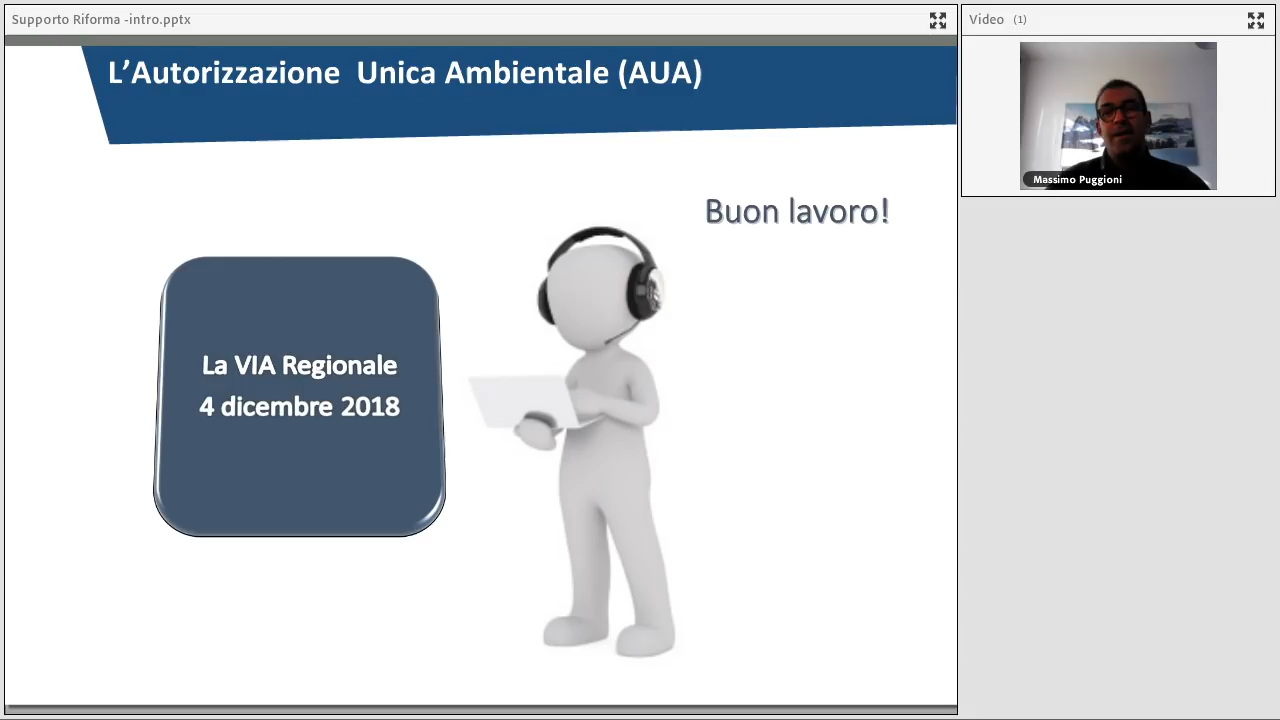 Supporto Riforma -intro.pptx
Video (1)
L’Autorizzazione  Unica Ambientale (AUA)
Massimo Puggioni
Buon lavoro!
La VIA Regionale
4 dicembre 2018